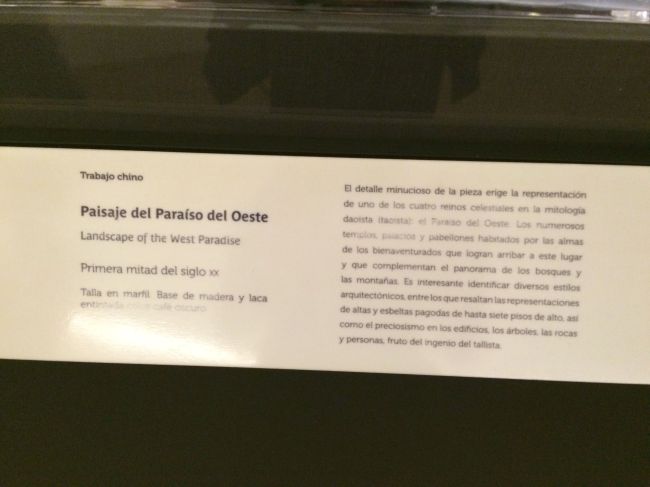 Trabajo chino
Paisaje del Paraíso del Oeste
Landscape of the West Paradise
Primera mitad del siglo XX
Talla en marfil. Base de madera y laca
entintada color café oscuro
El detalle minucioso de la pieza erige la representación
de uno de los cuatro reinos celestiales en la mitología
daoísta (taoísta): el Paraíso del Oeste. Los numerosos
templos, palacios y pabellones habitados por las almas
de los bienaventurados que logran arribar a este lugar
y que complementan el panorama de los bosques y
las montañas. Es interesante identificar diversos estilos
arquitectónicos, entre los que resaltan las representaciones
de altas y esbeltas pagodas de hasta siete pisos de alto, así
como el preciosismo en los edificios, los árboles, las rocas
y personas, fruto del ingenio del tallista.